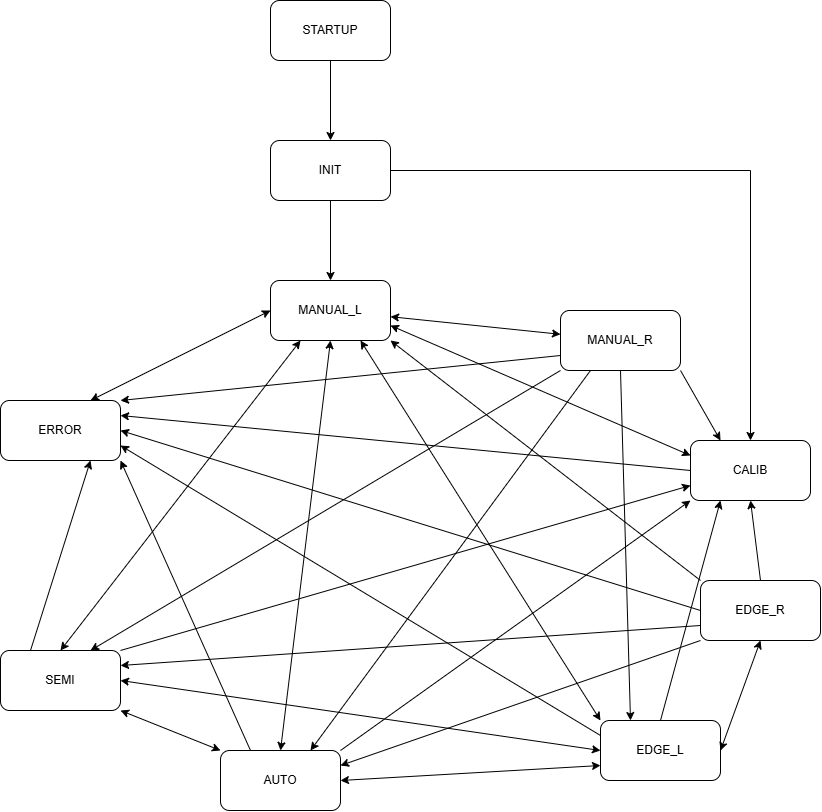 STARTUP
INIT
MANUAL_L
MANUAL_R
ERROR
CALIB
EDGE_R
SEMI
EDGE_L
AUTO